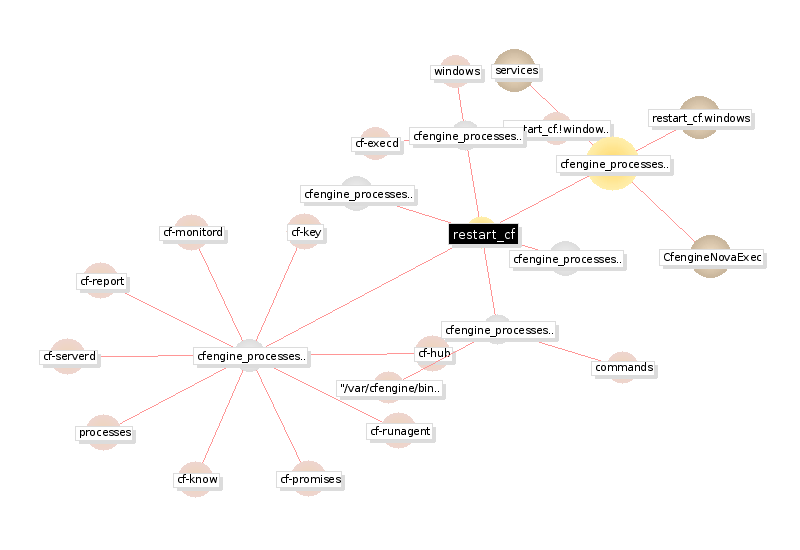 windows
services
restart_cf.windows
tart_cf.!window..
cfengine_processes..
cf-execd
cfengine_processes..
cfengine_processes..
cf-monitord
cf-key
restart_cf
CfengineNovaExec
cfengine_processes..
cf-report
cfengine_processes..
cf-serverd
cfengine_processes..
cf-hub
commands
"/var/cfengine/bin..
processes
cf-runagent
cf-know
cf-promises